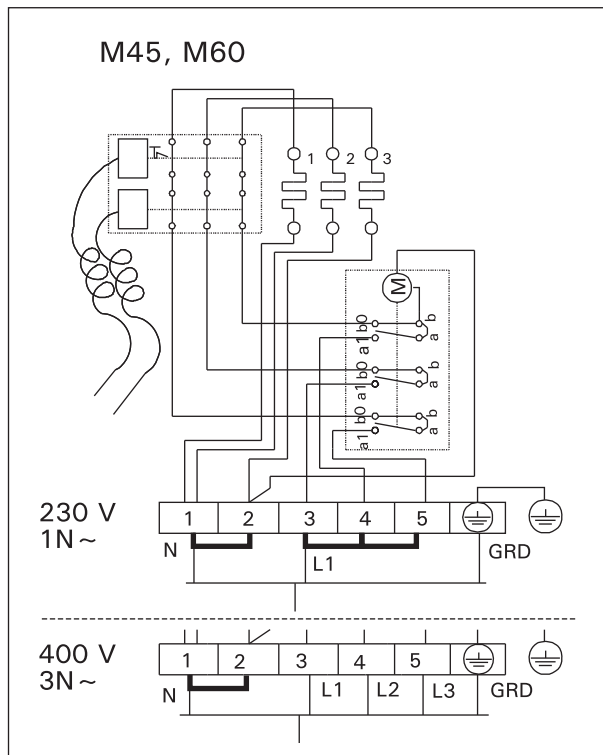 M45, M60
1 2 3
M
b0 b
a1 a
b0 b
a1 a
b0 b
a1 a
230 V
1N ~
1 2 3 4 5
N L1 GRD
400 V
3N ~
1 2 3 4 5
N L1 L2 L3 GRD